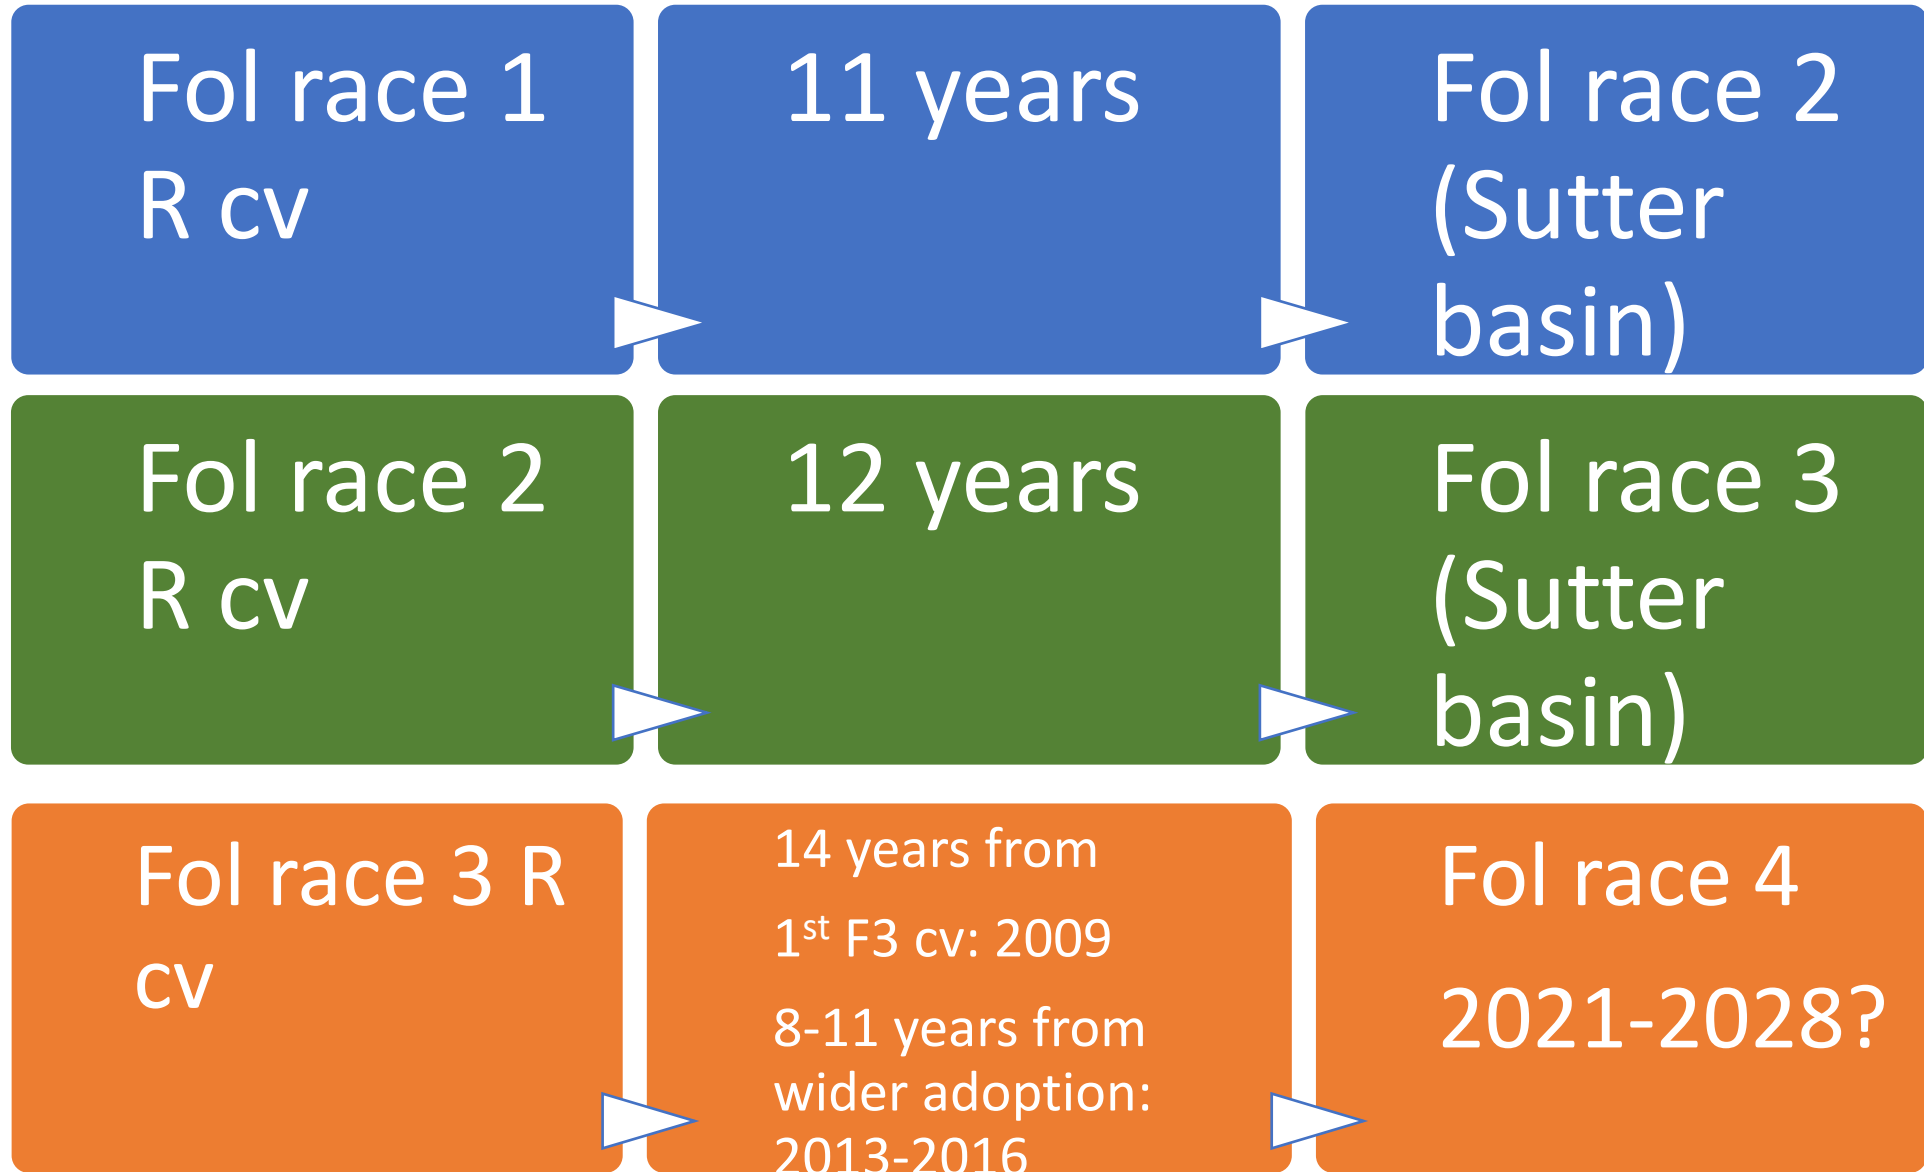 Fol race 1
R cv
11 years
Fol race 2
(Sutter
basin)
Fol race 2
R cv
12 years
Fol race 3
(Sutter
basin)
Fol race 3 R
cv
14 years from
1st F3 cv: 2009
8-11 years from
wider adoption:
2013-2016
Fol race 4
2021-2028?